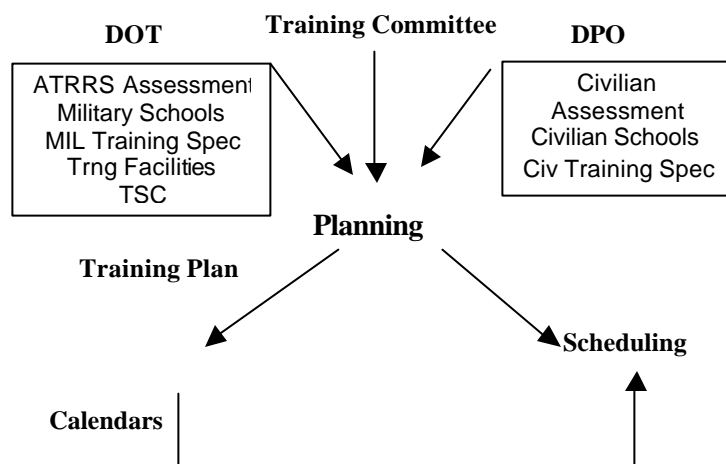 DOT
Training Committee
DPO
ATRRS Assessment
Military Schools
MIL Training Spec
Trng Facilities
TSC
Civilian
Assessment
Civilian Schools
Civ Training Spec
Planning
Training Plan
Scheduling
Calendars